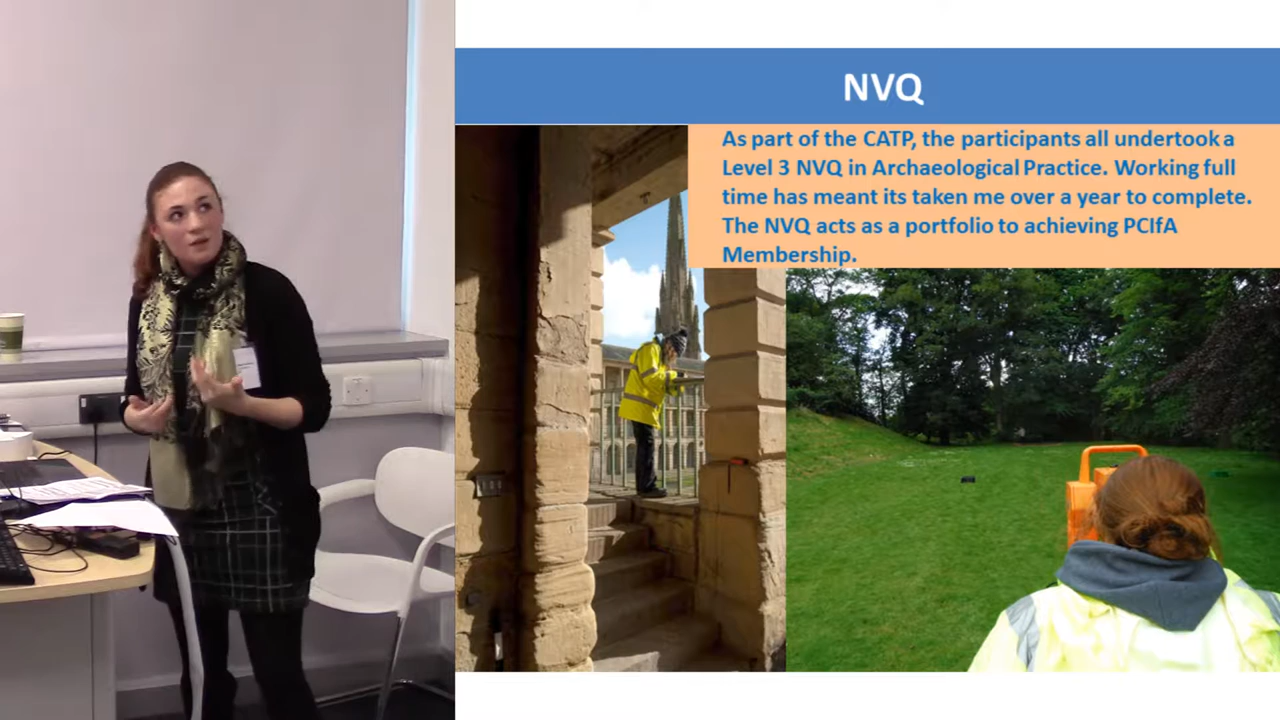 NVQ
As part of the CATP, the participants all undertook a
Level 3 NVQ in Archaeological Practice. Working full
time has meant its taken me over a year to complete.
The NVQ acts as a portfolio to achieving PCIfA
Membership.